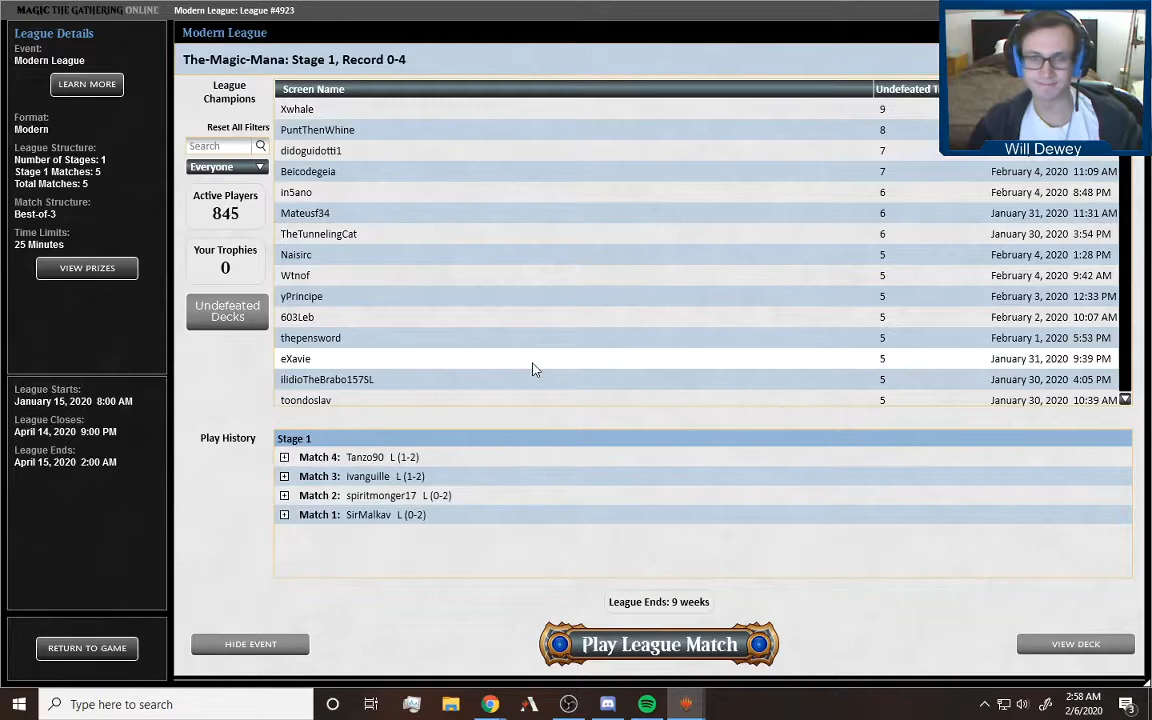 MAGIC THE GATHERING ONLINE
Modern League: League #4923
League Details
Event:
Modern League
LEARN MORE
Format:
Modern
League Structure:
Number of Stages: 1
Stage 1 Matches: 5
Total Matches: 5
Match Structure:
Best-of-3
Time Limits:
25 Minutes
VIEW PRIZES
League Starts:
January 15, 2020 8:00 AM
League Closes:
April 14, 2020 9:00 PM
League Ends:
April 15, 2020 2:00 AM
RETURN TO GAME
Modern League
The-Magic-Mana: Stage 1, Record 0-4
League
Champions
Reset All Filters
Search
Everyone
Active Players
845
Your Trophies
0
Undefeated
Decks
Screen Name Undefeated
Xwhale 9
PuntThenWhine 8
didoguidotti1 7
Beicodegeia 7 February 4, 2020 11:09 AM
in5ano 6 February 4, 2020 8:48 PM
Mateusf34 6 January 31, 2020 11:31 AM
TheTunnelingCat 6 January 30, 2020 3:54 PM
Naisirc 5 February 4, 2020 1:28 PM
Wtnof 5 February 4, 2020 9:42 AM
yPrincipe 5 February 3, 2020 12:33 PM
603Leb 5 February 2, 2020 10:07 AM
thepensword 5 February 1, 2020 5:53 PM
eXavie 5 January 31, 2020 9:39 PM
ilidioTheBrabo157SL 5 January 30, 2020 4:05 PM
toondoslav 5 January 30, 2020 10:39 AM
Will Dewey
Play History
Stage 1
Match 4: Tanzo90 L (1-2)
Match 3: ivanguille L (1-2)
Match 2: spiritmonger17 L (0-2)
Match 1: SirMalkav L (0-2)
League Ends: 9 weeks
HIDE EVENT
Play League Match
VIEW DECK
Type here to search
2:58 AM
2/6/2020
3